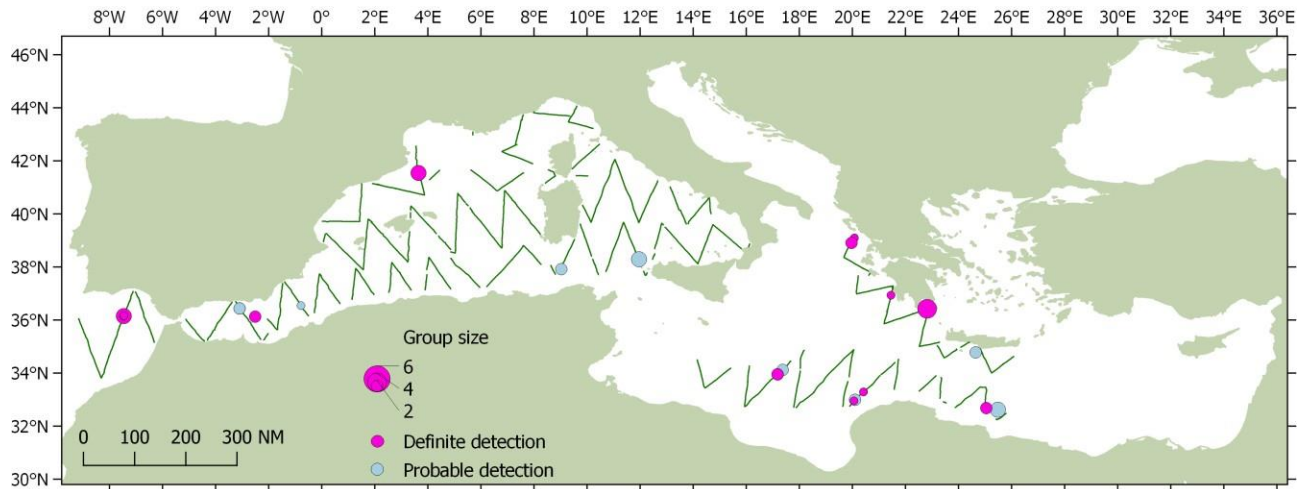 8°W 6°W 4°W 2°W 0° 2°E 4°E 6°E 8°E 10°E 12°E 14°E 16°E 18°E 20°E 22°E 24°E 26°E 28°E 30°E 32°E 34°E 36°E
46°N
44°N
42°N
40°N
38°N
36°N
34°N
32°N
30°N
Group size
6
4
2
0 100 200 300 NM
Definite detection
Probable detection